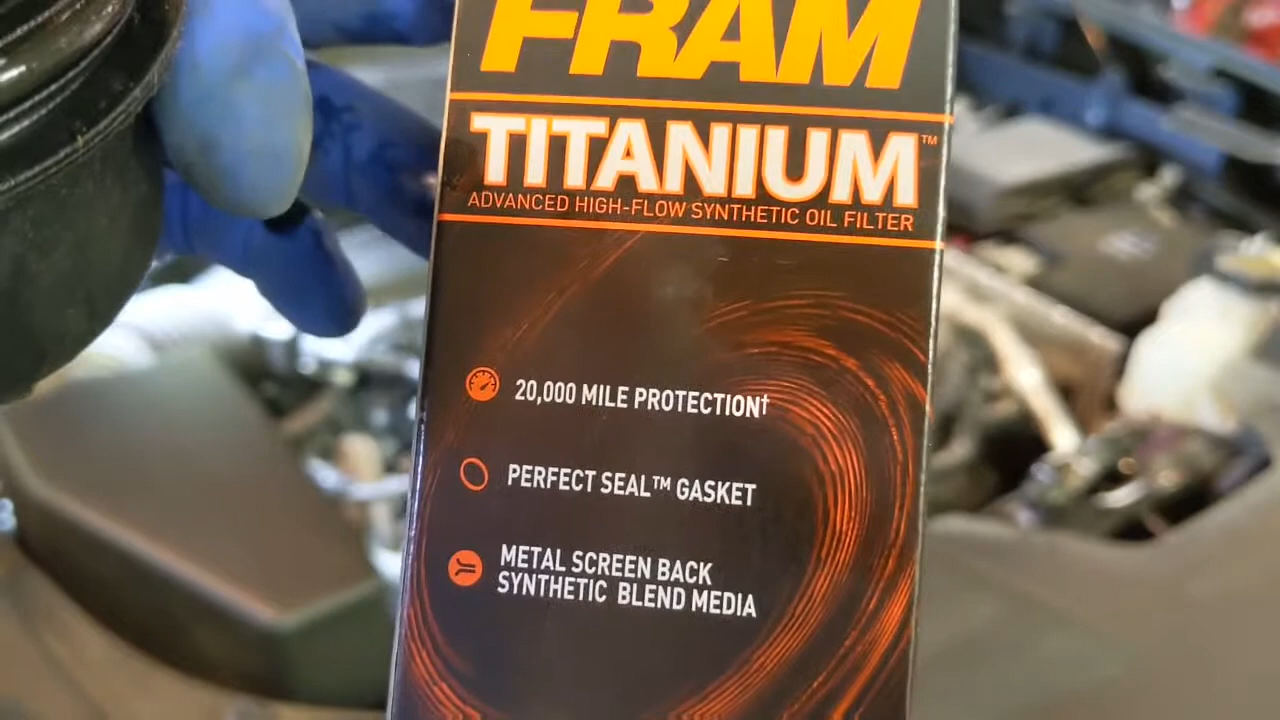 FRAM
TITANIUM™
ADVANCED HIGH-FLOW SYNTHETIC OIL FILTER
20,000 MILE PROTECTION†
PERFECT SEAL™ GASKET
METAL SCREEN BACK
SYNTHETIC BLEND MEDIA